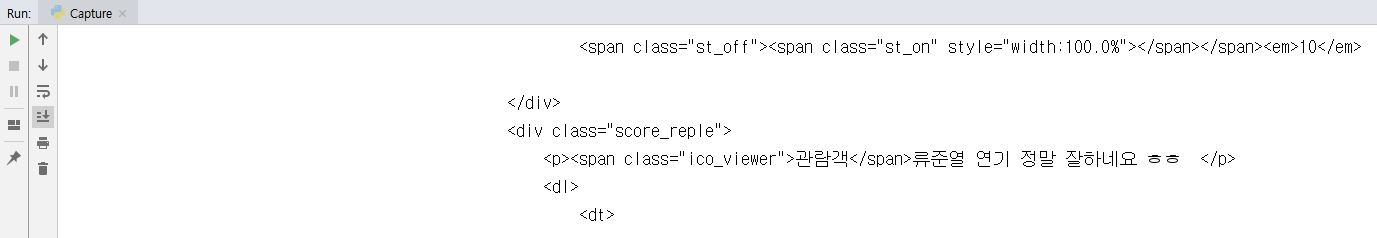 Run: Capture
<span class="st_off"><span class="st_on" style="width:100.0%"></span></span><em>10</em>
</div>
<div class="score_reple">
<p><span class="ico_viewer">관람객</span>류준열 연기 정말 잘하네요 ㅎㅎ  </p>
<dl>
<dt>